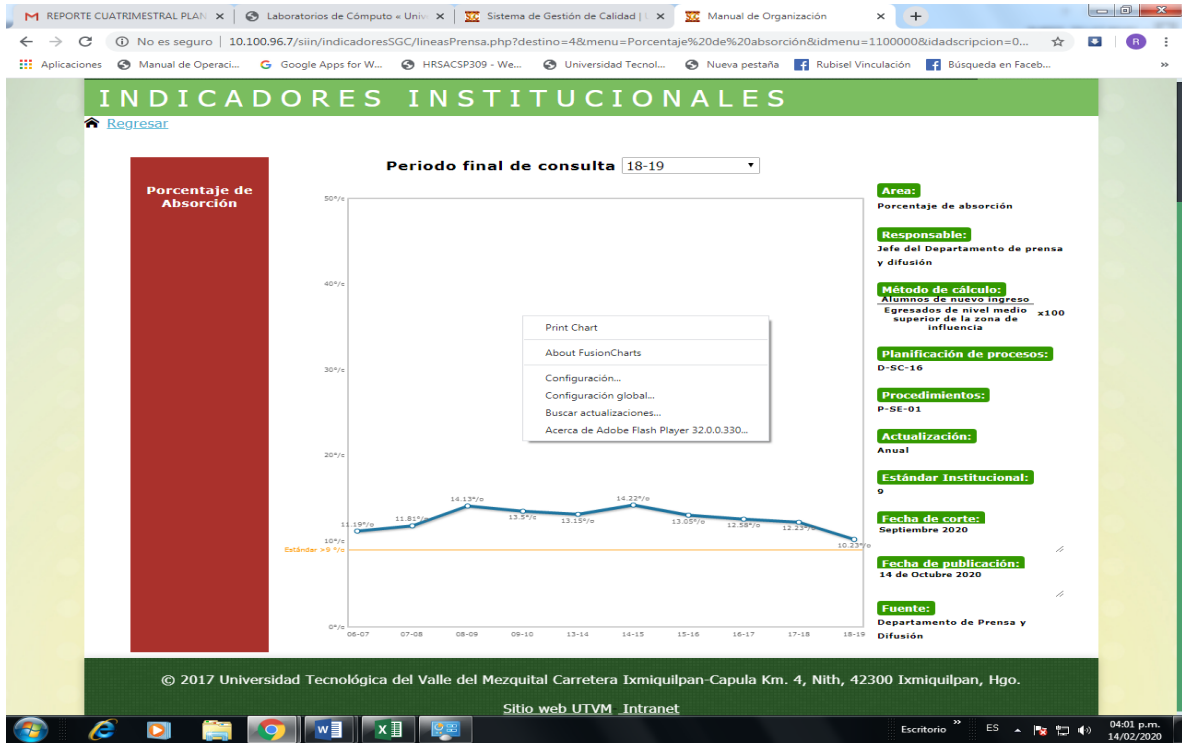 REPORTE CUATRIMESTRAL PLAN
Laboratorios de Cómputo « Univ
Sistema de Gestión de Calidad | U
Manual de Organización
No es seguro | 10.100.96.7/siin/indicadoresSGC/lineasPrensa.php?destino=4&menu=Porcentaje%20de%20absorción&idmenu=1100000&idadscripcion=0...
R
Aplicaciones
Manual de Operaci...
Google Apps for W...
HRSACSP309 - We...
Universidad Tecnol...
Nueva pestaña
Rubisel Vinculación
Búsqueda en Faceb...
»
INDICADORES INSTITUCIONALES
Regresar
Periodo final de consulta 18-19
Porcentaje de
Absorción
50°/o
40°/o
30°/o
20°/o
10°/o
Estándar >9 °/o
0°/o
11.19°/o
11.81°/o
14.13°/o
13.5°/o
13.15°/o
14.22°/o
13.05°/o
12.58°/o
12.23°/o
10.23°/o
06-07
07-08
08-09
09-10
13-14
14-15
15-16
16-17
17-18
18-19
Print Chart
About FusionCharts
Configuración...
Configuración global...
Buscar actualizaciones...
Acerca de Adobe Flash Player 32.0.0.330...
Area:
Porcentaje de absorción
Responsable:
Jefe del Departamento de prensa
y difusión
Método de cálculo:
Alumnos de nuevo ingreso
Egresados de nivel medio
superior de la zona de
influencia
x100
Planificación de procesos:
D-SC-16
Procedimientos:
P-SE-01
Actualización:
Anual
Estándar Institucional:
9
Fecha de corte:
Septiembre 2020
Fecha de publicación:
14 de Octubre 2020
Fuente:
Departamento de Prensa y
Difusión
© 2017 Universidad Tecnológica del Valle del Mezquital Carretera Ixmiquilpan-Capula Km. 4, Nith, 42300 Ixmiquilpan, Hgo.
Sitio web UTVM Intranet
Escritorio
»
ES
04:01 p.m.
14/02/2020